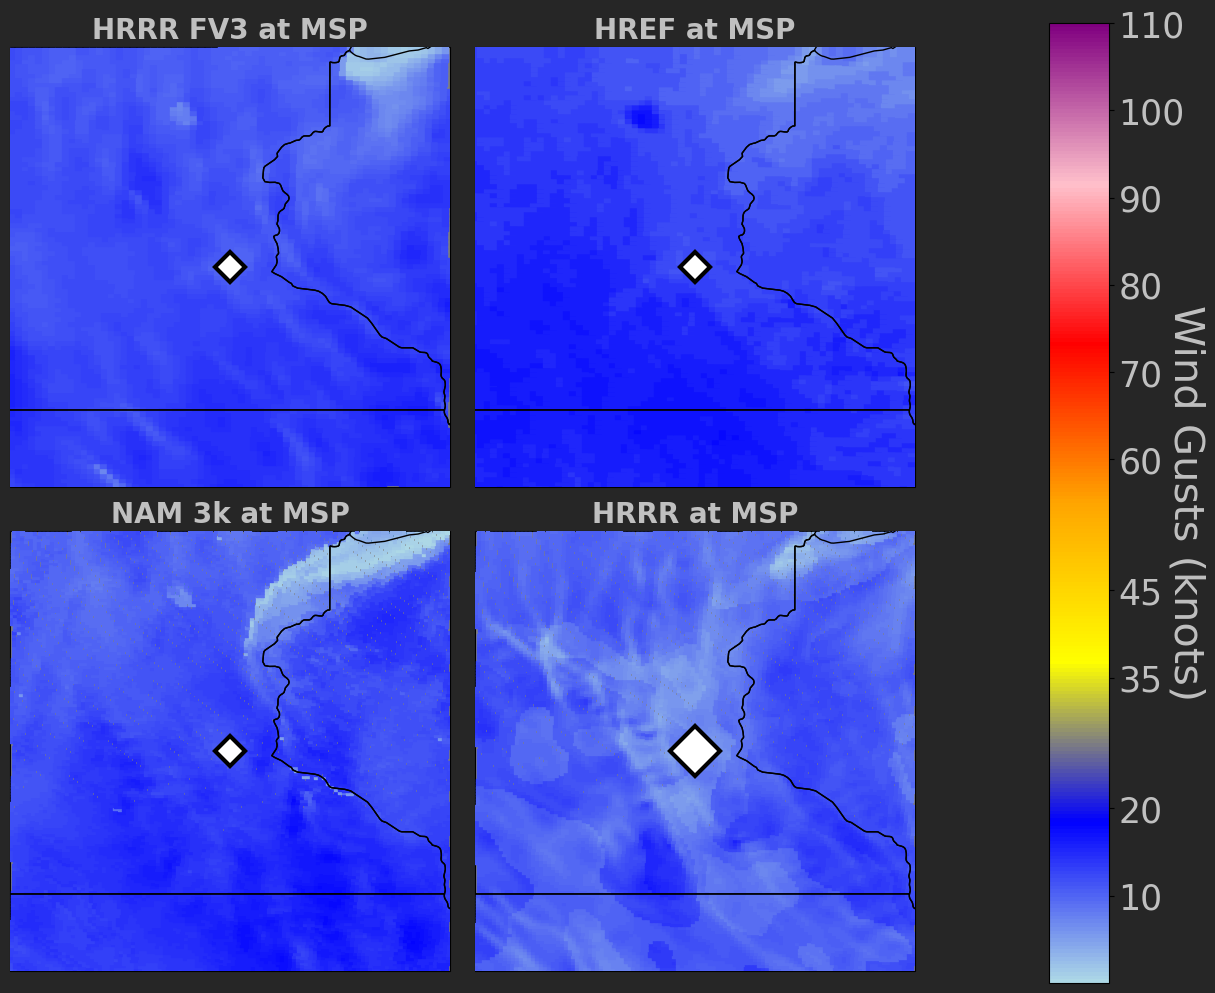 HRRR FV3 at MSP
HREF at MSP
NAM 3k at MSP
HRRR at MSP
110
100
90
80
70
60
45
35
20
10
Wind Gusts (knots)